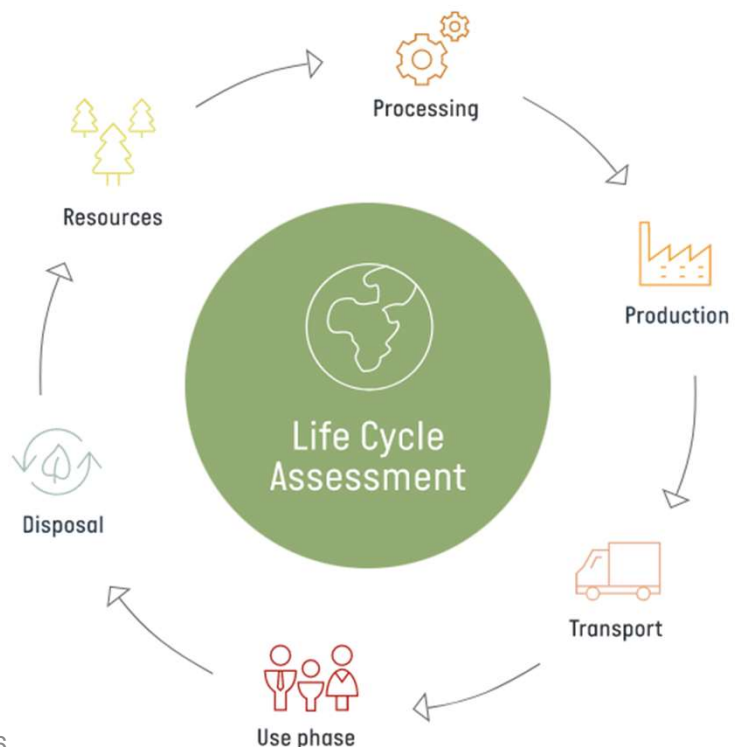 Processing
Resources
Production
Life Cycle
Assessment
Disposal
Transport
Use phase